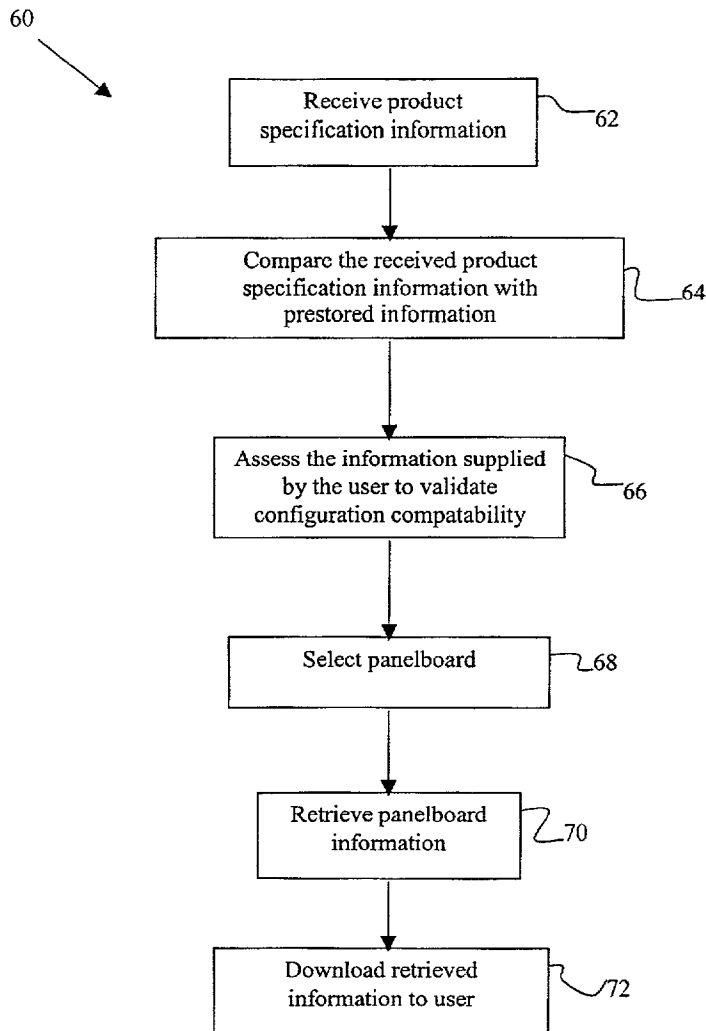 60
Receive product
specification information
62
Compare the received product
specification information with
prestored information
64
Assess the information supplied
by the user to validate
configuration compatability
66
Select panelboard
68
Retrieve panelboard
information
70
Download retrieved
information to user
72